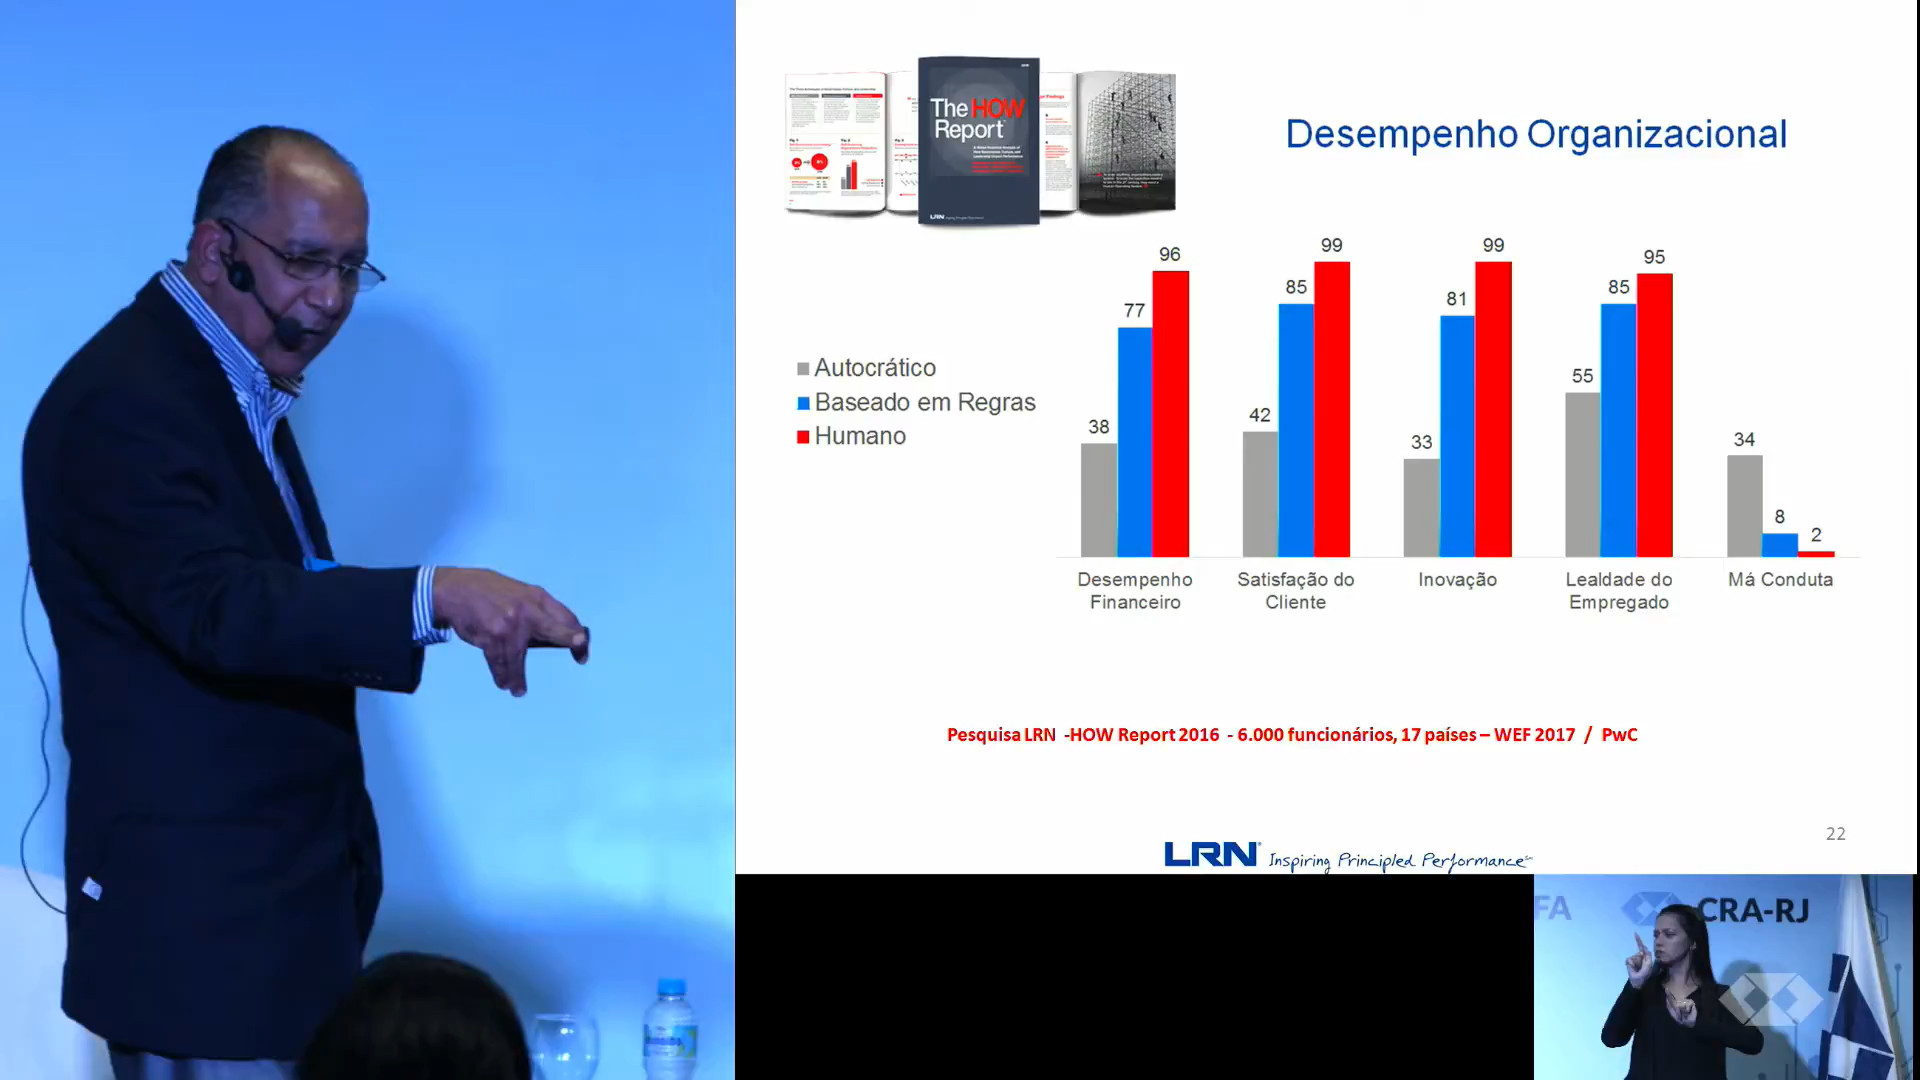 The HOW
Report
LRN
Desempenho Organizacional
Autocrático
Baseado em Regras
Humano
38
77
96
42
85
99
33
81
99
55
85
95
34
8
2
Desempenho
Financeiro
Satisfação do
Cliente
Inovação
Lealdade do
Empregado
Má Conduta
Pesquisa LRN -HOW Report 2016 - 6.000 funcionários, 17 países – WEF 2017 / PwC
22
LRN Inspiring Principled Performance
FA
CRA-RJ